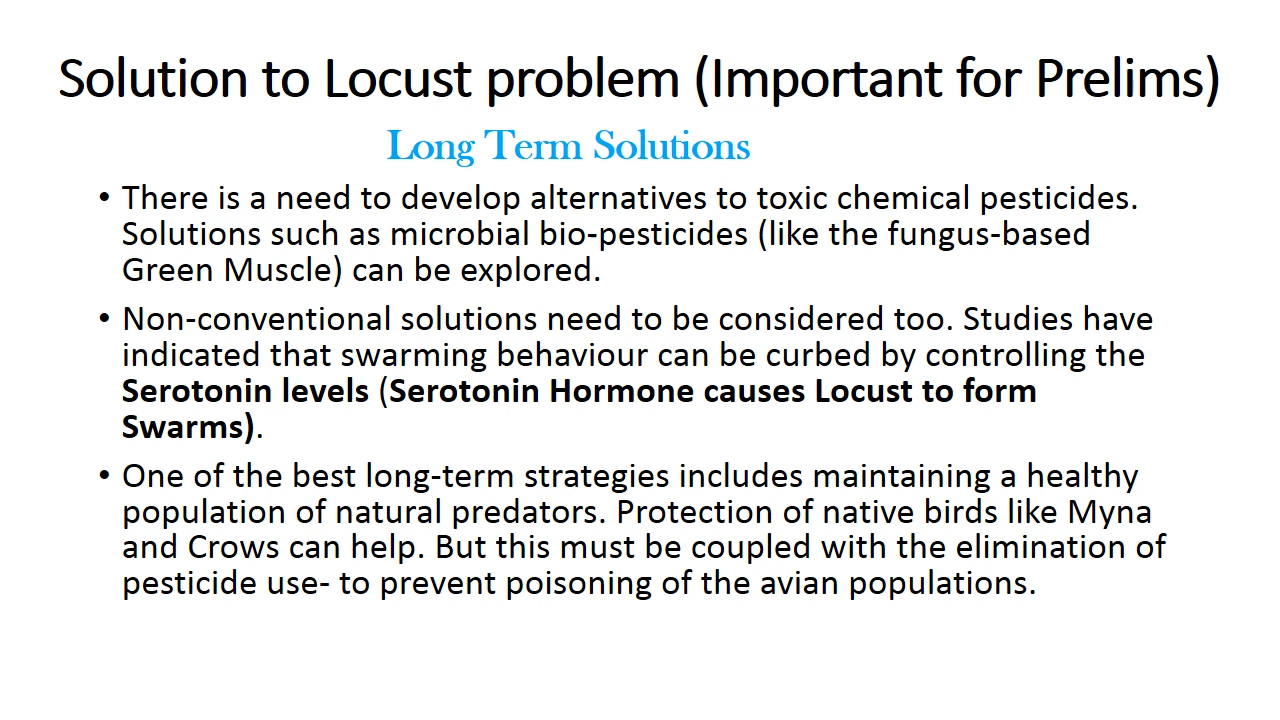 Solution to Locust problem (Important for Prelims)
Long Term Solutions
• There is a need to develop alternatives to toxic chemical pesticides.
Solutions such as microbial bio-pesticides (like the fungus-based
Green Muscle) can be explored.
• Non-conventional solutions need to be considered too. Studies have
indicated that swarming behaviour can be curbed by controlling the
Serotonin levels (Serotonin Hormone causes Locust to form
Swarms).
• One of the best long-term strategies includes maintaining a healthy
population of natural predators. Protection of native birds like Myna
and Crows can help. But this must be coupled with the elimination of
pesticide use- to prevent poisoning of the avian populations.